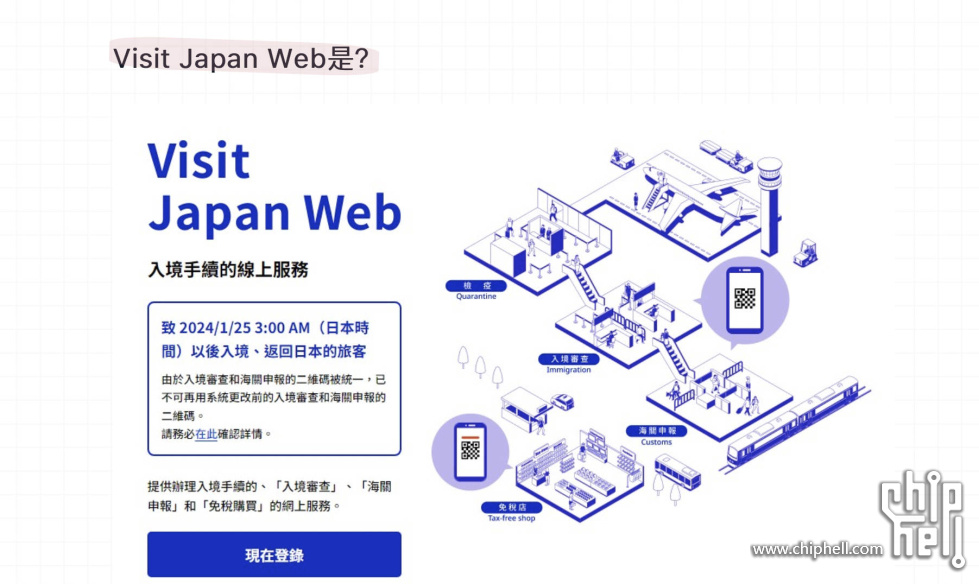 Visit Japan Web是?
Visit
Japan Web
入境手續的線上服務
致 2024/1/25 3:00 AM（日本時
間）以後入境、返回日本的旅客
由於入境審查和海關申報的二維碼被統一，已
不可再用系統更改前的入境審查和海關申報的
二維碼。
請務必在此確認詳情。
提供辦理入境手續的、「入境審查」、「海關
申報」和「免稅購買」的網上服務。
現在登錄
檢 疫
Quarantine
入境審查
Immigration
海關申報
Customs
免稅店
Tax-free shop
www.chiphell.com
chip
hell